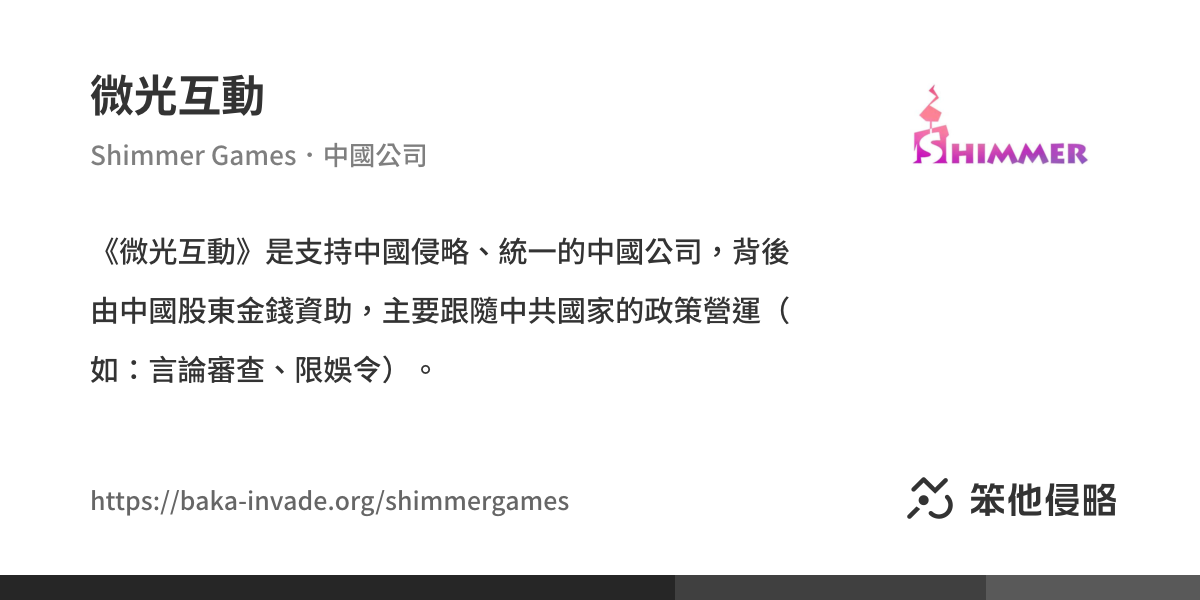 微光互動
SHIMMER
Shimmer Games・中國公司
《微光互動》是支持中國侵略、統一的中國公司，背後
由中國股東金錢資助，主要跟隨中共國家的政策營運（
如：言論審查、限娛令）。
https://baka-invade.org/shimmergames
笨他侵略